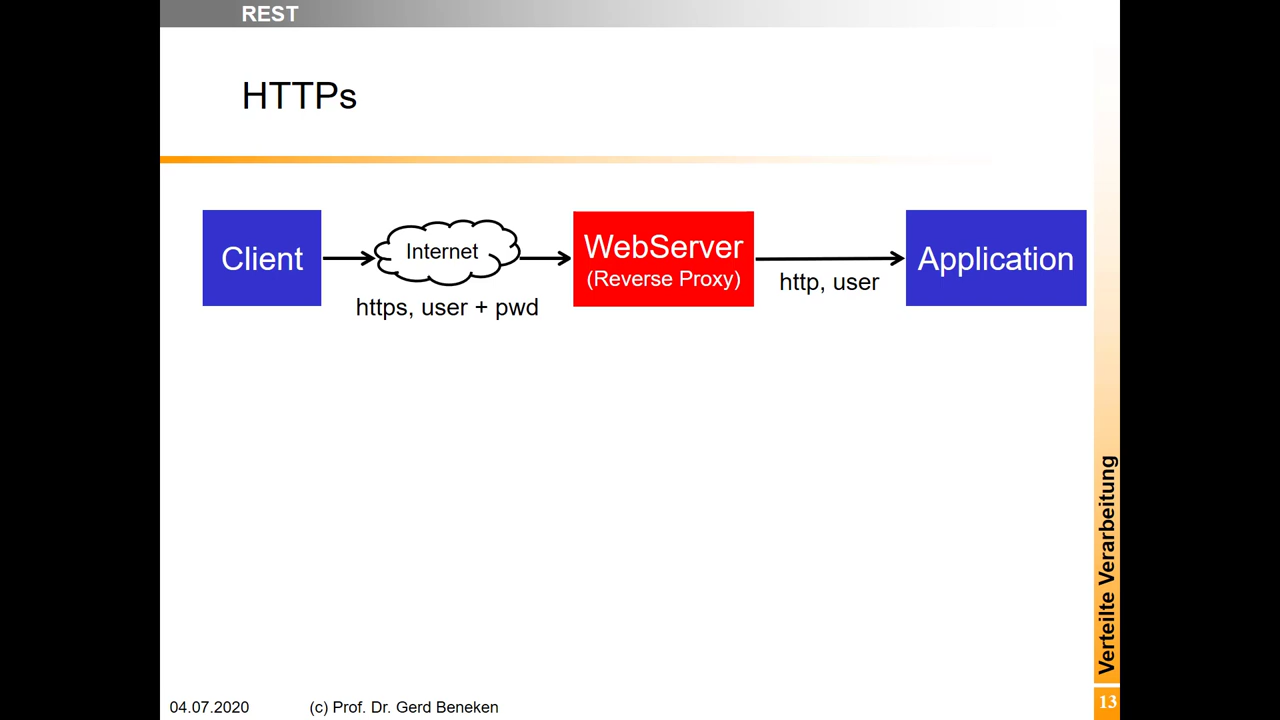 REST
HTTPs
Client
Internet
https, user + pwd
WebServer
(Reverse Proxy)
http, user
Application
Verteilte Verarbeitung
04.07.2020
(c) Prof. Dr. Gerd Beneken
13